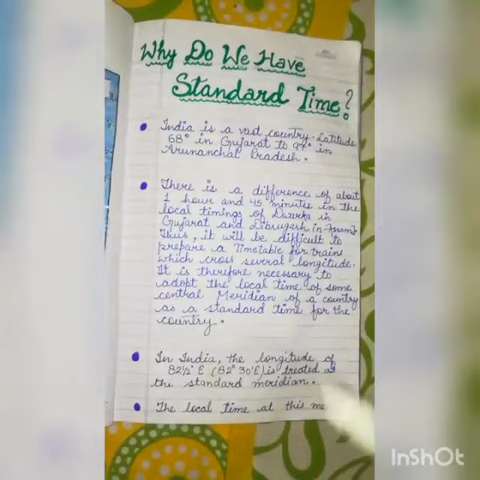 Why Do We Have
Standard Time?
India is a vast country. Latitude
68° in Gujarat to 97° in
Arunanchal Pradesh.
There is a difference of about
1 hour and 45 minutes in the
local timings of Dwarka in
Gujarat and Dibrugarh in Assam.
Thus, it will be difficult to
prepare a Timetable for trains
which cross several longitude.
It is therefore necessary to
adopt the local time of some
central Meridian of a country
as a standard time for the
country.
In India, the longitude of
82½° E (82° 30'E) is treated as
the standard meridian.
The local time at this me
InShOt